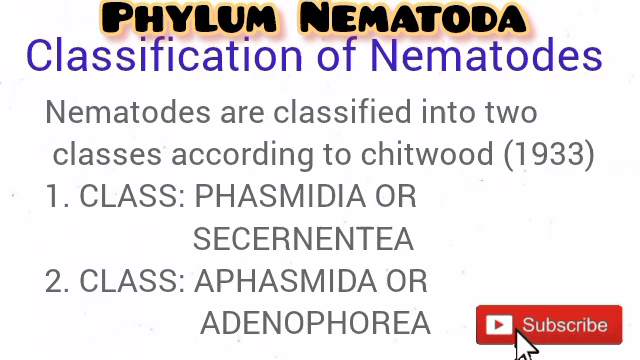 PHYLUM NEMATODA
Classification of Nematodes
Nematodes are classified into two
classes according to chitwood (1933)
1. CLASS: PHASMIDIA OR
SECERNENTEA
2. CLASS: APHASMIDA OR
ADENOPHOREA
Subscribe